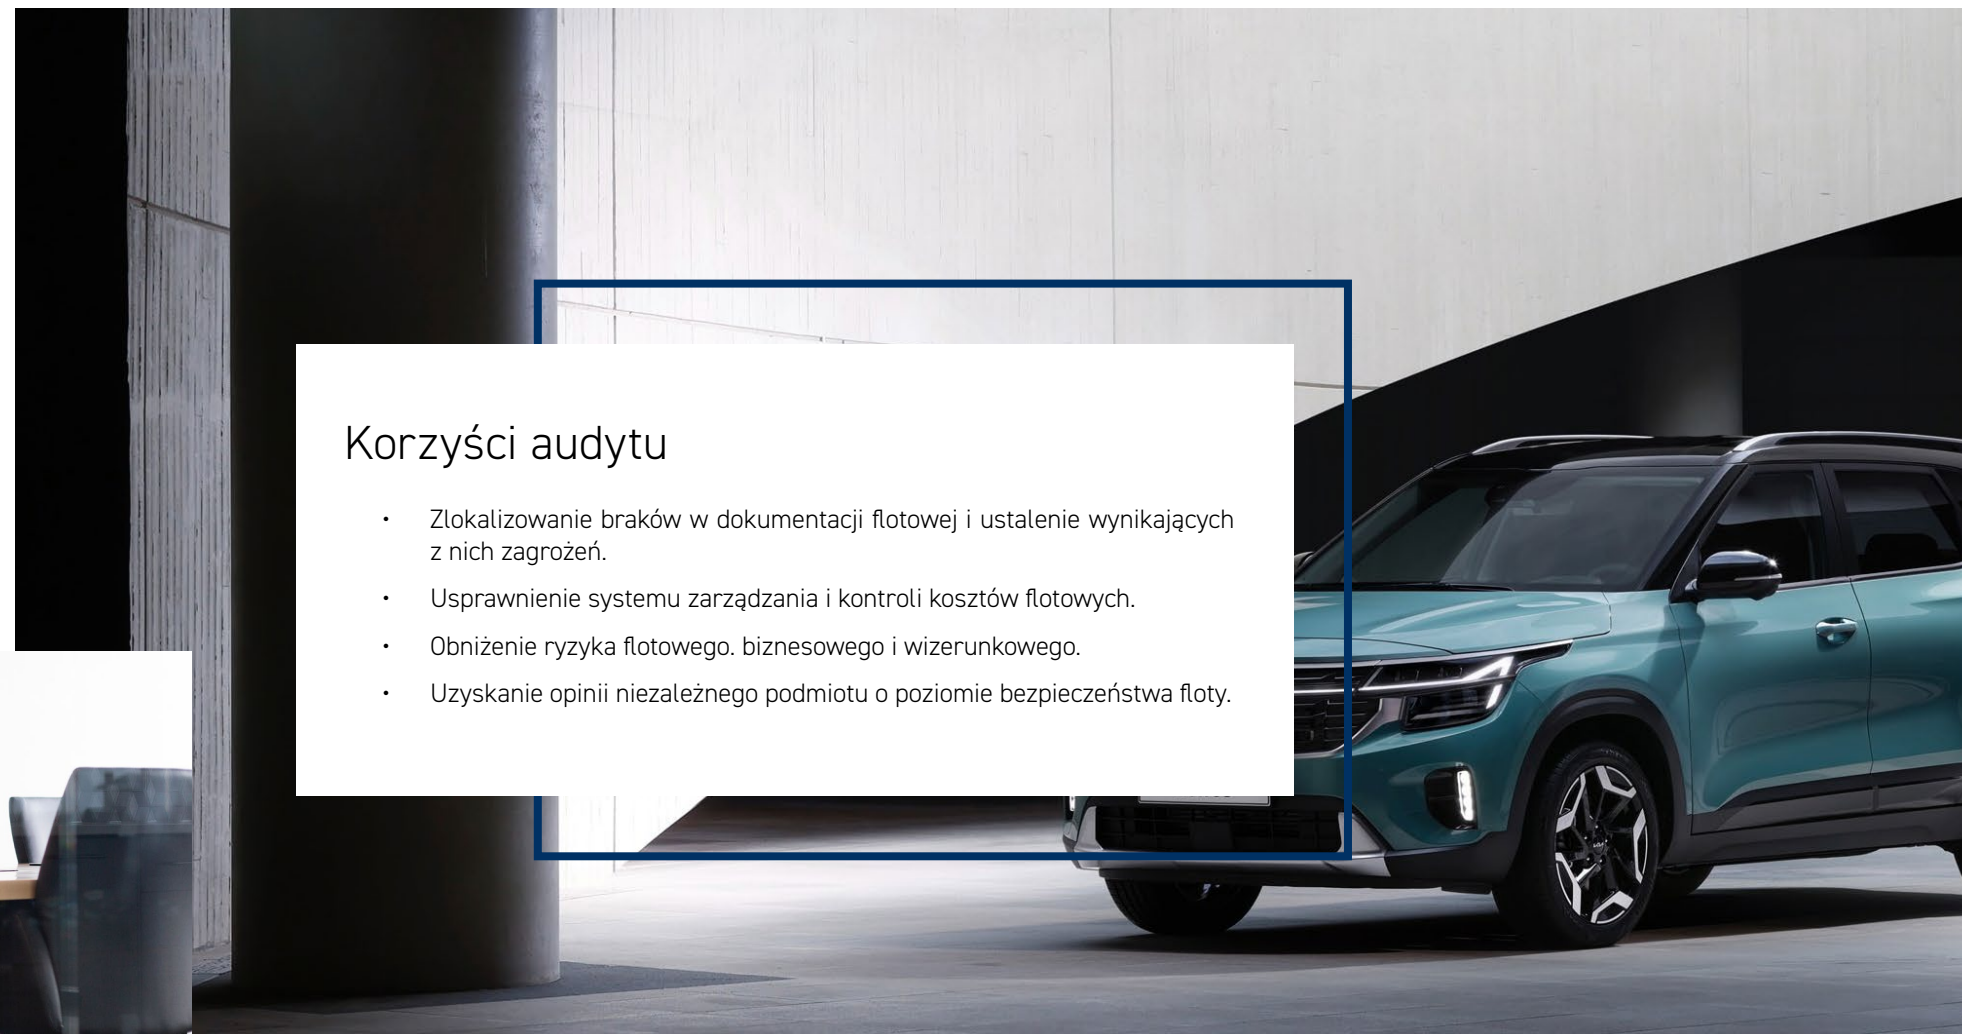 Korzyści audytu
• Zlokalizowanie braków w dokumentacji flotowej i ustalenie wynikających
z nich zagrożeń.
• Usprawnienie systemu zarządzania i kontroli kosztów flotowych.
• Obniżenie ryzyka flotowego. biznesowego i wizerunkowego.
• Uzyskanie opinii niezależnego podmiotu o poziomie bezpieczeństwa floty.